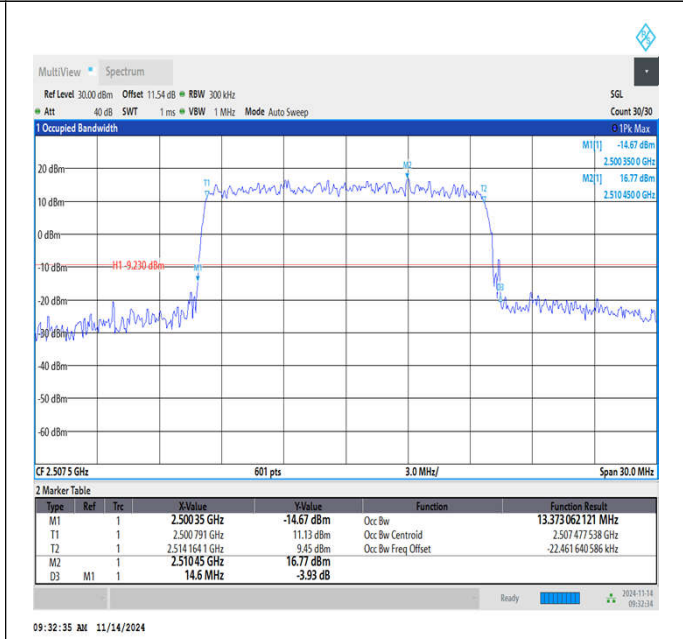 R&S
MultiView Spectrum
Ref Level 30.00 dBm Offset 11.54 dB RBW 300 kHz SGL
Att 40 dB SWT 1 ms VBW 1 MHz Mode Auto Sweep Count 30/30
1 Occupied Bandwidth 1Pk Max
M1[1] -14.67 dBm
2.500 350 0 GHz
M2[1] 16.77 dBm
2.510 450 0 GHz
M2
T1
T2
20 dBm
10 dBm
0 dBm
H1 -9.230 dBm
M1
-10 dBm
D3
-20 dBm
-30 dBm
-40 dBm
-50 dBm
-60 dBm
CF 2.507 5 GHz 601 pts 3.0 MHz/ Span 30.0 MHz
2 Marker Table
Type Ref Trc X-Value Y-Value Function Function Result
M1 1 2.500 35 GHz -14.67 dBm Occ Bw 13.373 062 121 MHz
T1 1 2.500 791 GHz 11.13 dBm Occ Bw Centroid 2.507 477 538 GHz
T2 1 2.514 164 1 GHz 9.45 dBm Occ Bw Freq Offset -22.461 640 586 kHz
M2 1 2.510 45 GHz 16.77 dBm
D3 M1 1 14.6 MHz -3.93 dB
Ready 2024-11-14
09:32:34
09:32:35 AM 11/14/2024